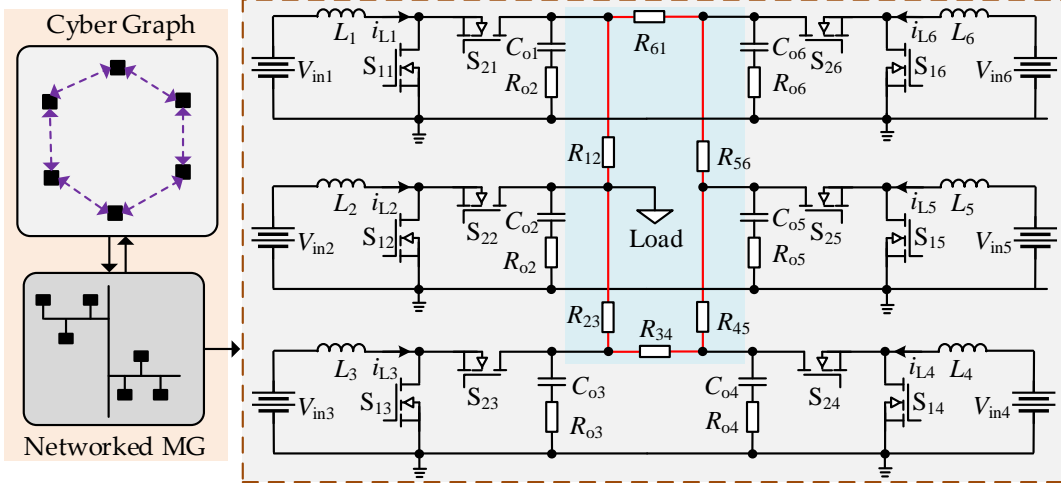 Cyber Graph
Networked MG
L1
iL1
S11
S21
Co1
Ro2
Vin1
R61
Co6
Ro6
S26
iL6
S16
L6
Vin6
R12
R56
L2
iL2
S12
S22
Co2
Ro2
Vin2
Load
Co5
Ro5
S25
iL5
S15
L5
Vin5
R23
R34
R45
L3
iL3
S13
S23
Co3
Ro3
Vin3
Co4
Ro4
S24
iL4
S14
L4
Vin4